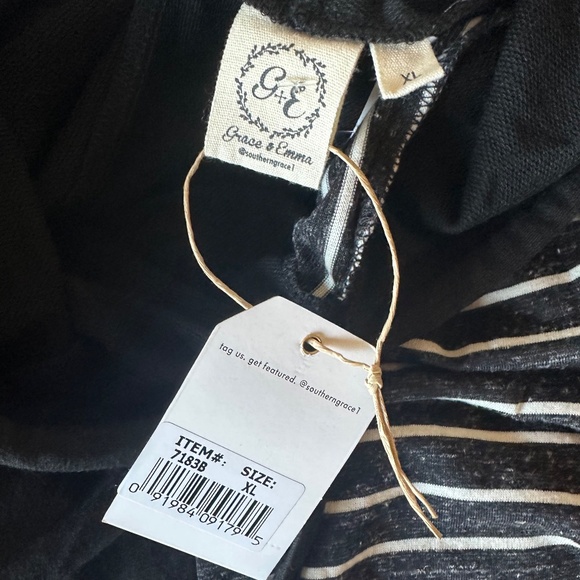 G+E
Grace & Emma
@southerngrace1
XL
tag us. get featured. @southerngrace1
ITEM#: SIZE:
7183B XL
0 91984 09179 5